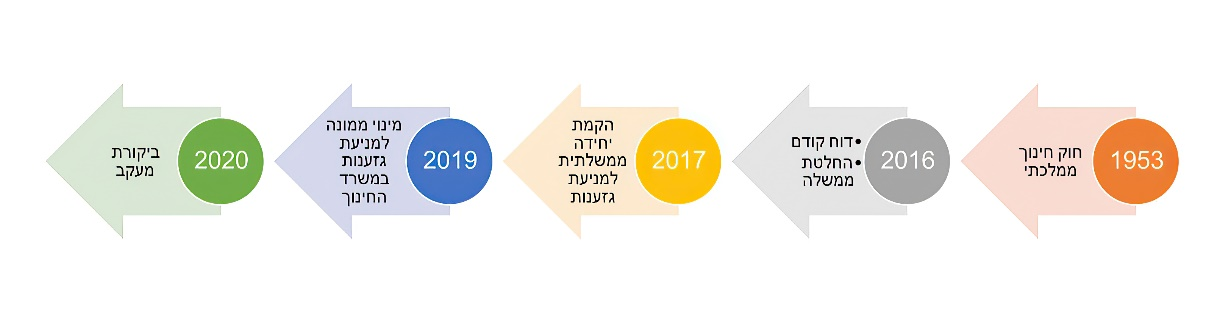 1953
חוק חינוך
ממלכתי
2016
•דוח קודם
•החלטת
ממשלה
2017
הקמת
יחידה
ממשלתית
למניעת
גזענות
2019
מינוי ממונה
למניעת
גזענות
במשרד
החינוך
2020
ביקורת
מעקב